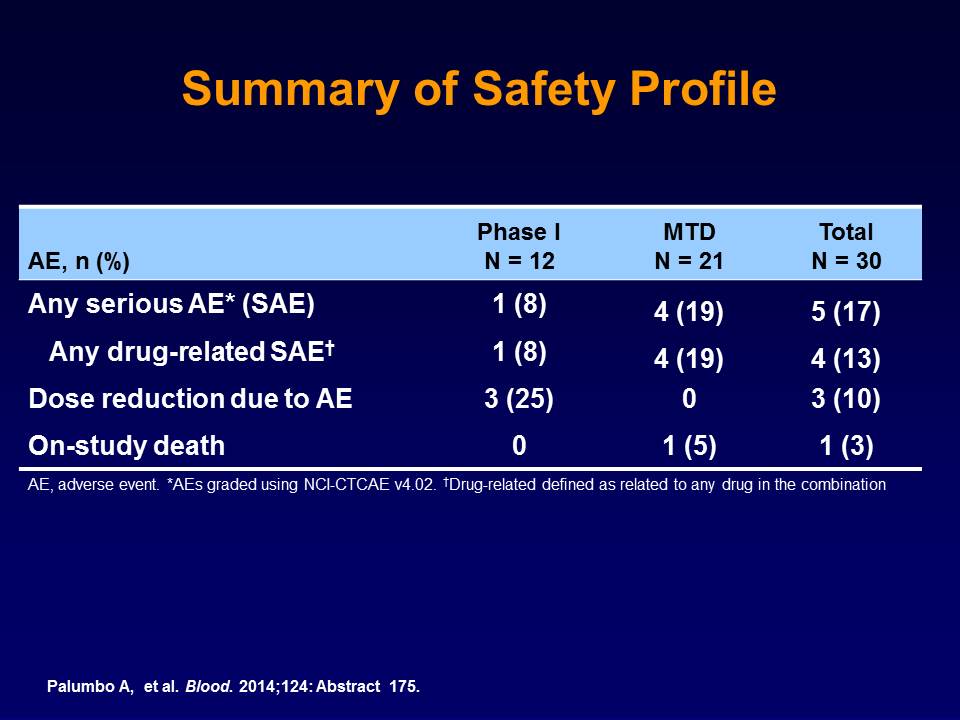 Summary of Safety Profile
AE, n (%) Phase I N = 12 MTD N = 21 Total N = 30
Any serious AE* (SAE) 1 (8) 4 (19) 5 (17)
Any drug-related SAE† 1 (8) 4 (19) 4 (13)
Dose reduction due to AE 3 (25) 0 3 (10)
On-study death 0 1 (5) 1 (3)
AE, adverse event. *AEs graded using NCI-CTCAE v4.02. †Drug-related defined as related to any drug in the combination
Palumbo A, et al. Blood. 2014;124: Abstract 175.